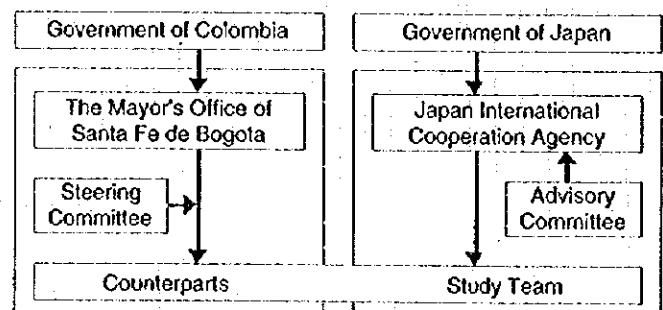 Government of Colombia
Government of Japan
The Mayor's Office of
Santa Fe de Bogota
Japan International
Cooperation Agency
Steering
Committee
Advisory
Committee
Counterparts
Study Team